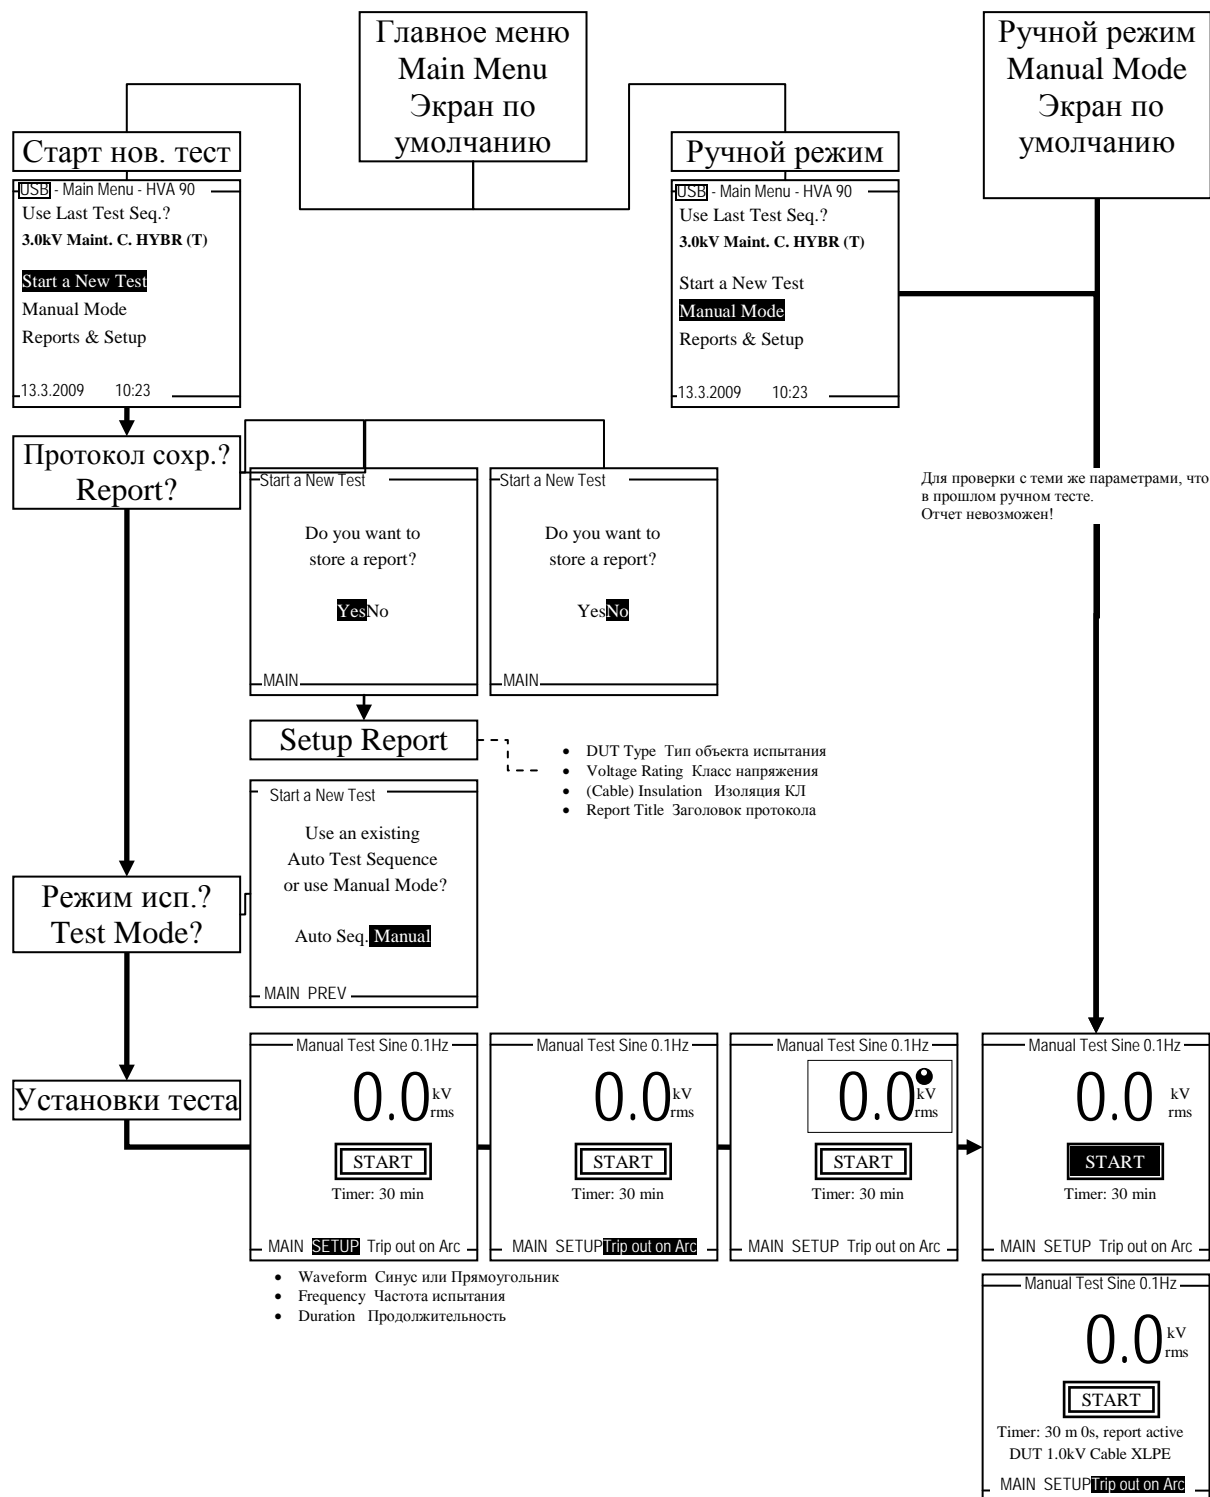 Главное меню
Main Menu
Экран по
умолчанию
Ручной режим
Manual Mode
Экран по
умолчанию
Старт нов. тест
Ручной режим
USB - Main Menu - HVA 90
Use Last Test Seq.?
3.0kV Maint. C. HYBR (T)
Start a New Test
Manual Mode
Reports & Setup
13.3.2009 10:23
USB - Main Menu - HVA 90
Use Last Test Seq.?
3.0kV Maint. C. HYBR (T)
Start a New Test
Manual Mode
Reports & Setup
13.3.2009 10:23
Протокол сохр.?
Report?
Start a New Test
Do you want to
store a report?
YesNo
MAIN
Start a New Test
Do you want to
store a report?
YesNo
MAIN
Для проверки с теми же параметрами, что
в прошлом ручном тесте.
Отчет невозможен!
Setup Report
• DUT Type Тип объекта испытания
• Voltage Rating Класс напряжения
• (Cable) Insulation Изоляция КЛ
• Report Title Заголовок протокола
Режим исп.?
Test Mode?
Start a New Test
Use an existing
Auto Test Sequence
or use Manual Mode?
Auto Seq. Manual
MAIN PREV
Установки теста
Manual Test Sine 0.1Hz
0.0 kV
rms
START
Timer: 30 min
MAIN SETUP Trip out on Arc
Manual Test Sine 0.1Hz
0.0 kV
rms
START
Timer: 30 min
MAIN SETUP Trip out on Arc
Manual Test Sine 0.1Hz
0.0 kV
rms
START
Timer: 30 min
MAIN SETUP Trip out on Arc
Manual Test Sine 0.1Hz
0.0 kV
rms
START
Timer: 30 min
MAIN SETUP Trip out on Arc
• Waveform Синус или Прямоугольник
• Frequency Частота испытания
• Duration Продолжительность
Manual Test Sine 0.1Hz
0.0 kV
rms
START
Timer: 30 m 0s, report active
DUT 1.0kV Cable XLPE
MAIN SETUP Trip out on Arc